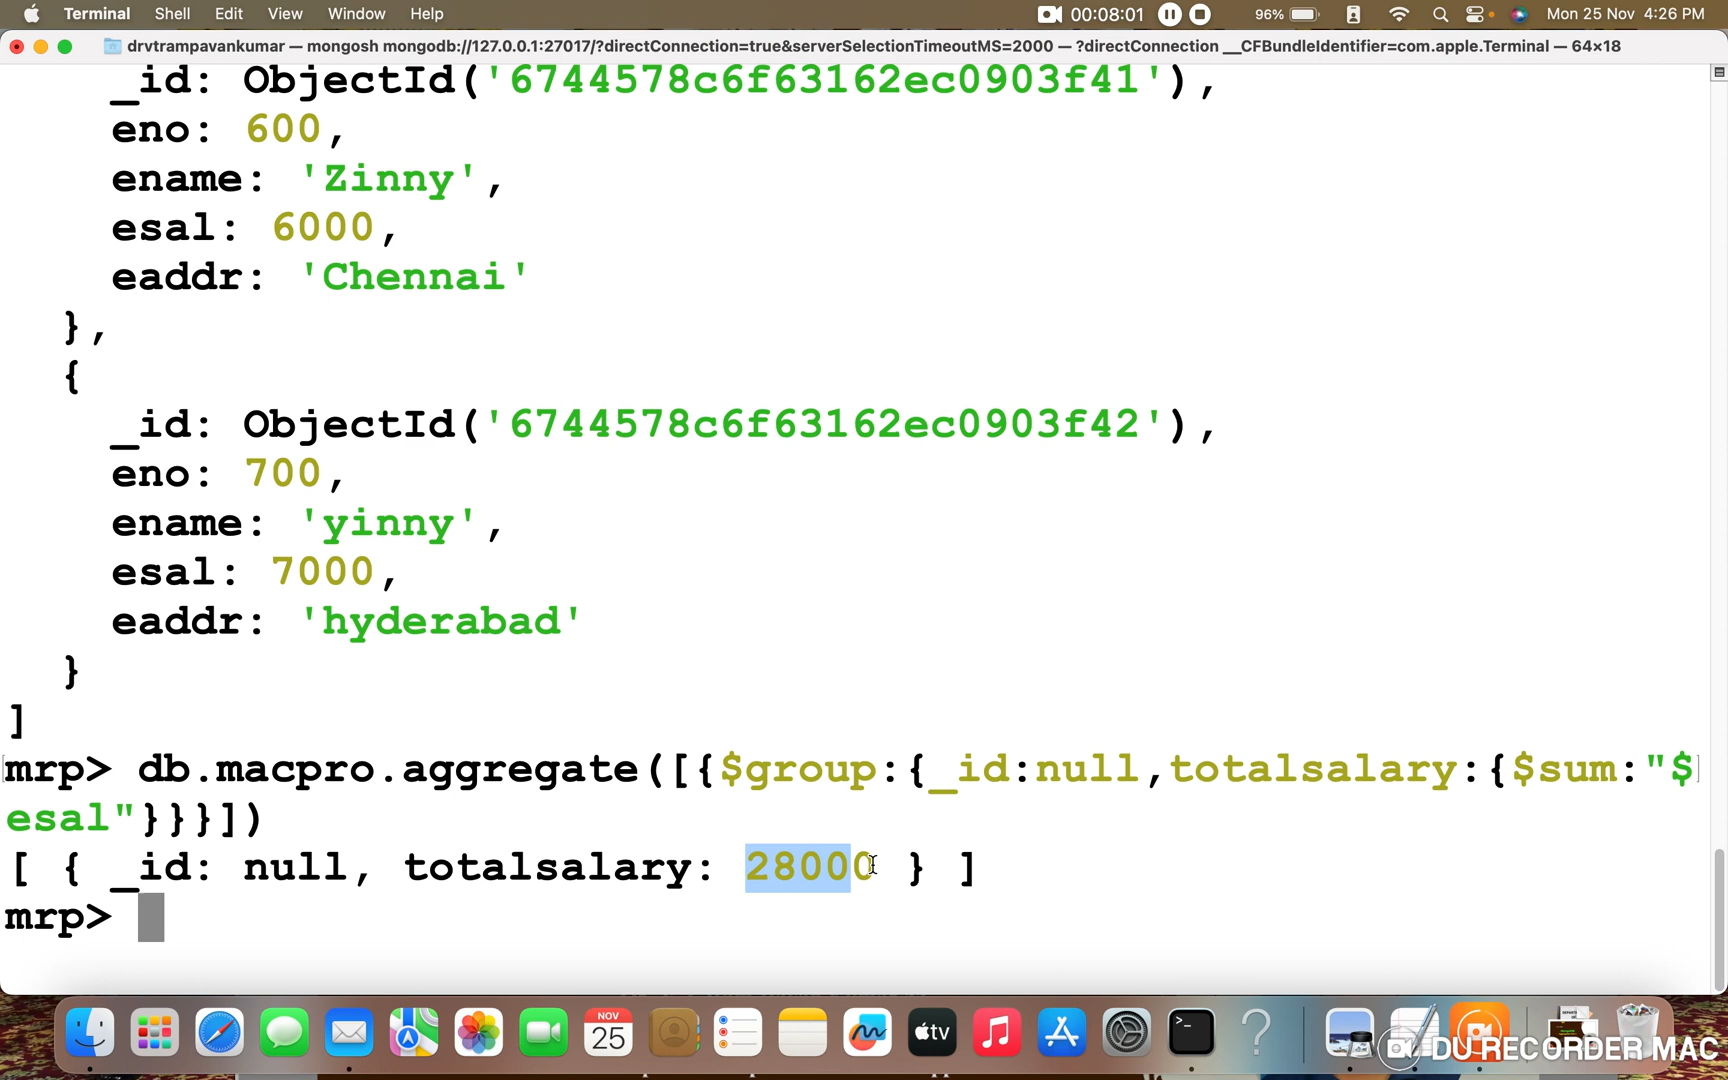 Terminal Shell Edit View Window Help 00:08:01 96% Mon 25 Nov 4:26 PM
drvtrampavankumar — mongosh mongodb://127.0.0.1:27017/?directConnection=true&serverSelectionTimeoutMS=2000 — ?directConnection __CFBundleIdentifier=com.apple.Terminal — 64×18
_id: ObjectId('6744578c6f63162ec0903f41'),
eno: 600,
ename: 'Zinny',
esal: 6000,
eaddr: 'Chennai'
},
{
_id: ObjectId('6744578c6f63162ec0903f42'),
eno: 700,
ename: 'yinny',
esal: 7000,
eaddr: 'hyderabad'
}
]
mrp> db.macpro.aggregate([{$group:{_id:null,totalsalary:{$sum:"$
esal"}}}])
[ { _id: null, totalsalary: 28000 } ]
mrp>
NOV
25
tv
>_
?
DU RECORDER MAC